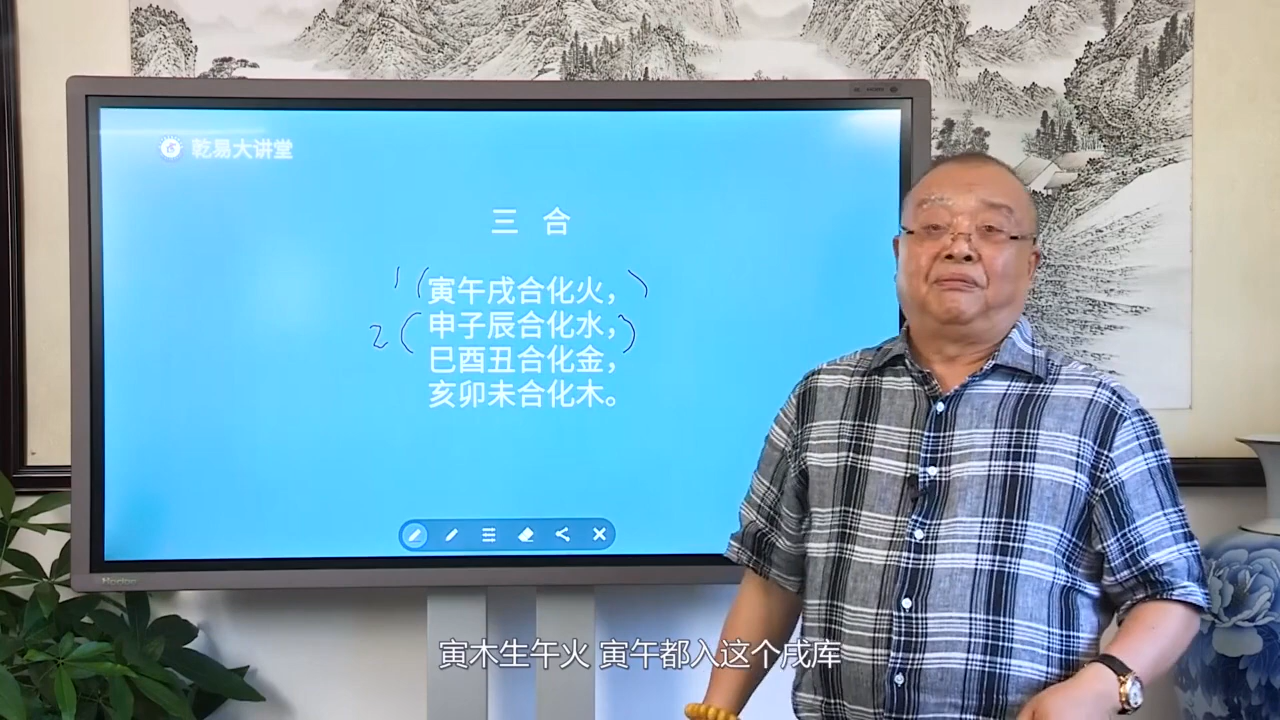 乾易大讲堂
三 合
1 (寅午戌合化火，)
2 (申子辰合化水，)
巳酉丑合化金，
亥卯未合化木。
寅木生午火 寅午都入这个戌库